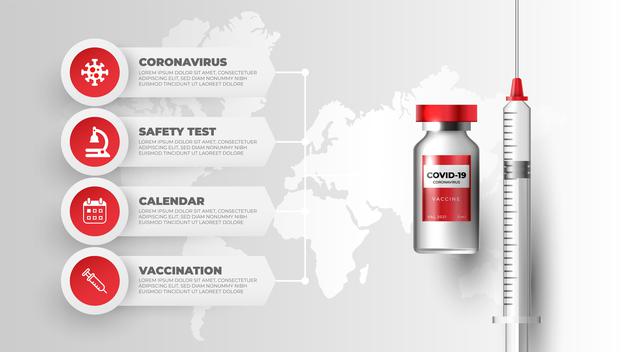 CORONAVIRUS
LOREM IPSUM DOLOR SIT AMET, CONSECTETUER
ADIPISCING ELIT, SED DIAM NONUMMY NIBH
EUISMOD TINCIDUNT UT LAOREET DOLORE
SAFETY TEST
LOREM IPSUM DOLOR SIT AMET, CONSECTETUER
ADIPISCING ELIT, SED DIAM NONUMMY NIBH
EUISMOD TINCIDUNT UT LAOREET DOLORE
CALENDAR
LOREM IPSUM DOLOR SIT AMET, CONSECTETUER
ADIPISCING ELIT, SED DIAM NONUMMY NIBH
EUISMOD TINCIDUNT UT LAOREET DOLORE
VACCINATION
LOREM IPSUM DOLOR SIT AMET, CONSECTETUER
ADIPISCING ELIT, SED DIAM NONUMMY NIBH
EUISMOD TINCIDUNT UT LAOREET DOLORE
COVID-19
CORONAVIRUS
VACCINE
2021